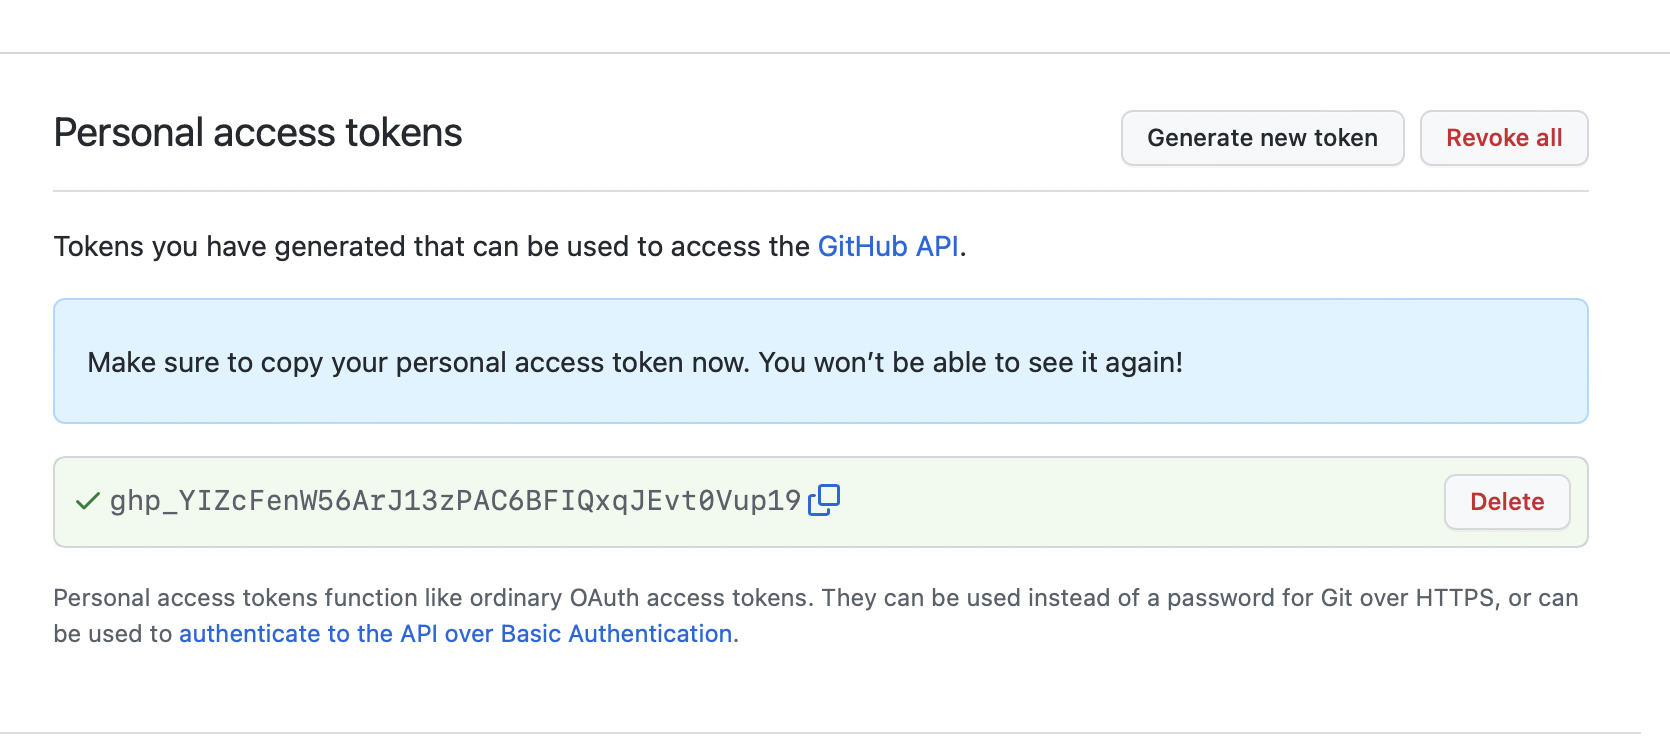 Personal access tokens
Generate new token
Revoke all
Tokens you have generated that can be used to access the GitHub API.
Make sure to copy your personal access token now. You won’t be able to see it again!
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
Delete
Personal access tokens function like ordinary OAuth access tokens. They can be used instead of a password for Git over HTTPS, or can
be used to authenticate to the API over Basic Authentication.